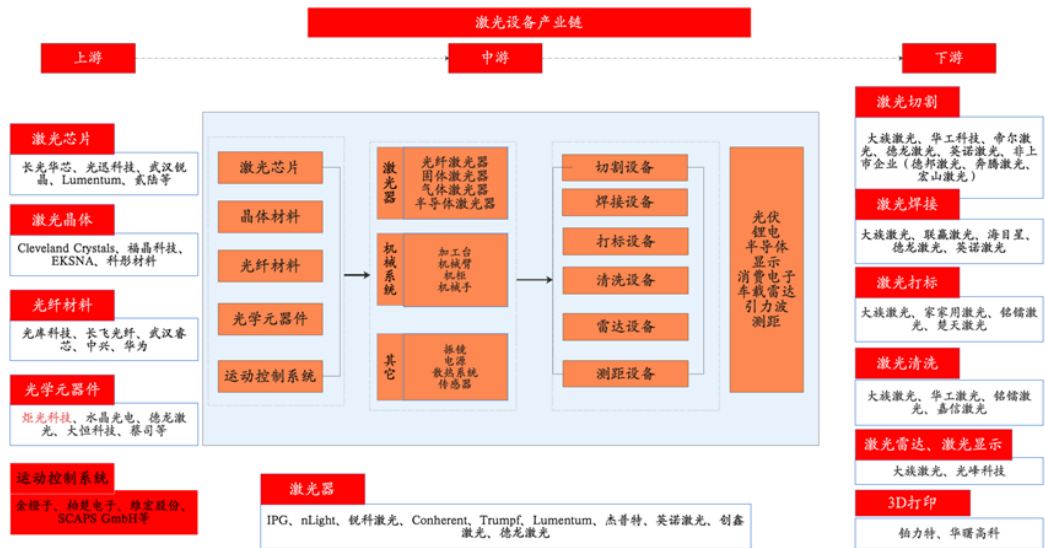 激光设备产业链
上游
中游
下游
激光芯片
长光华芯、光迅科技、武汉锐
晶、Lumentum、贰陆等
激光晶体
Cleveland Crystals、福晶科技、
EKSNA、科彤材料
光纤材料
光库科技、长飞光纤、武汉睿
芯、中兴、华为
光学元器件
炬光科技、水晶光电、德龙激
光、大恒科技、蔡司等
运动控制系统
金橙子、柏楚电子、维宏股份、
SCAPS GmbH等
激光芯片
晶体材料
光纤材料
光学元器件
运动控制系统
激光器
光纤激光器
固体激光器
气体激光器
半导体激光器
机械系统
加工台
机械臂
机柜
机械手
其它
振镜
电源
散热系统
传感器
切割设备
焊接设备
打标设备
清洗设备
雷达设备
测距设备
光伏
锂电
半导体
显示
消费电子
车载雷达
引力波
测距
激光器
IPG、nLight、锐科激光、Conherent、Trumpf、Lumentum、杰普特、英诺激光、创鑫
激光、德龙激光
激光切割
大族激光、华工科技、帝尔激
光、德龙激光、英诺激光、非上
市企业（德邦激光、奔腾激光、
宏山激光）
激光焊接
大族激光、联赢激光、海目星、
德龙激光、英诺激光
激光打标
大族激光、家家用激光、铭镭激
光、楚天激光
激光清洗
大族激光、华工激光、铭镭激
光、嘉信激光
激光雷达、激光显示
大族激光、光峰科技
3D打印
铂力特、华曙高科